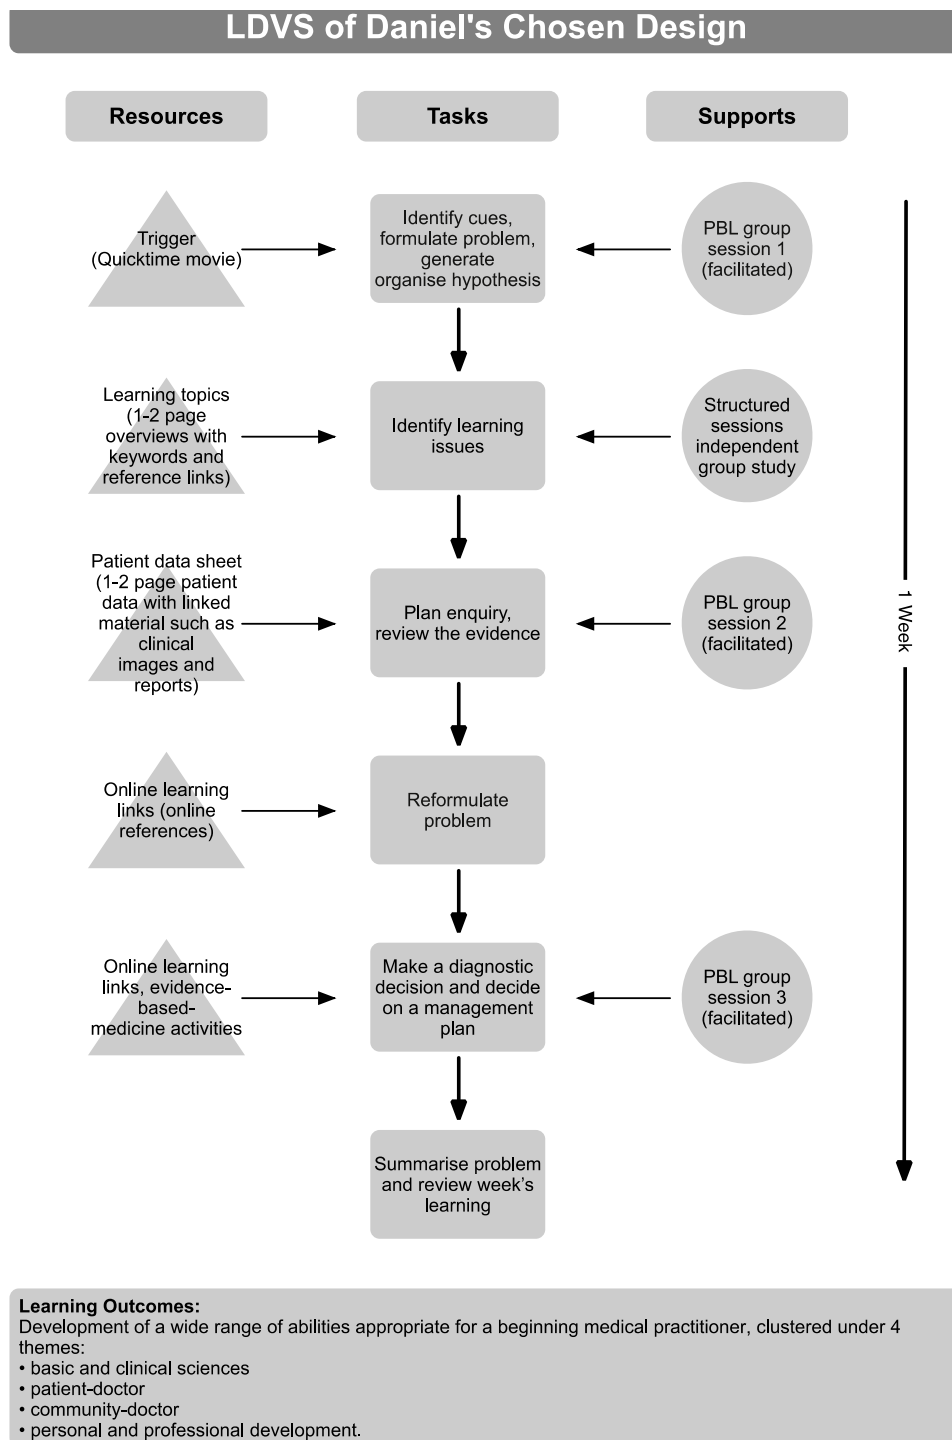 LDVS of Daniel's Chosen Design
Resources
Tasks
Supports
Trigger
(Quicktime movie)
Identify cues,
formulate problem,
generate
organise hypothesis
PBL group
session 1
(facilitated)
Learning topics
(1-2 page
overviews with
keywords and
reference links)
Identify learning
issues
Structured
sessions
independent
group study
Patient data sheet
(1-2 page patient
data with linked
material such as
clinical
images and
reports)
Plan enquiry,
review the evidence
PBL group
session 2
(facilitated)
1 Week
Online learning
links (online
references)
Reformulate
problem
Online learning
links, evidence-
based-
medicine activities
Make a diagnostic
decision and decide
on a management
plan
PBL group
session 3
(facilitated)
Summarise problem
and review week’s
learning
Learning Outcomes:
Development of a wide range of abilities appropriate for a beginning medical practitioner, clustered under 4
themes:
• basic and clinical sciences
• patient-doctor
• community-doctor
• personal and professional development.